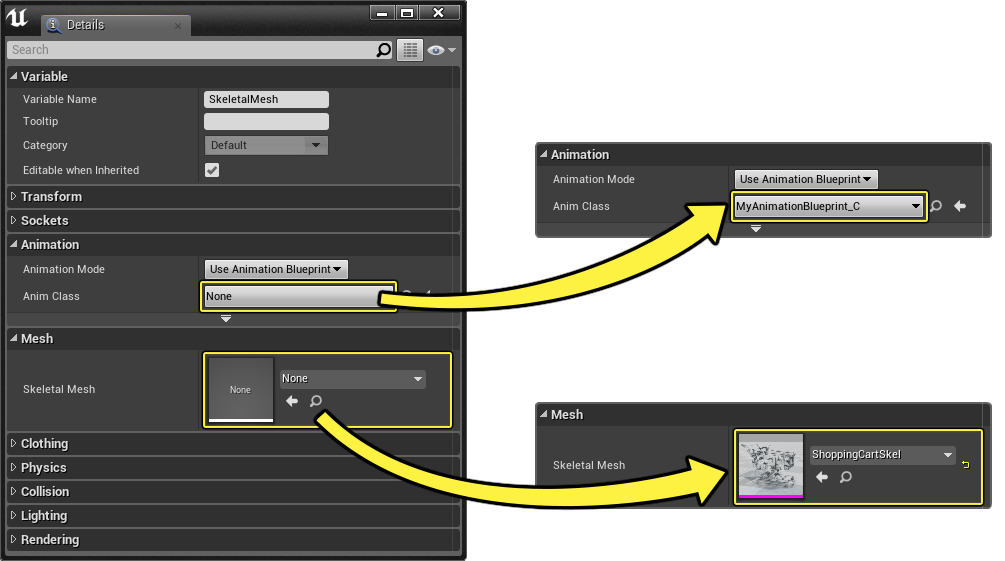 Details
Search
Variable
Variable Name SkeletalMesh
Tooltip
Category Default
Editable when Inherited
Transform
Sockets
Animation
Animation Mode Use Animation Blueprint
Anim Class None
Mesh
Skeletal Mesh None None
Clothing
Physics
Collision
Lighting
Rendering
Animation
Animation Mode Use Animation Blueprint
Anim Class MyAnimationBlueprint_C
Mesh
Skeletal Mesh ShoppingCartSkel